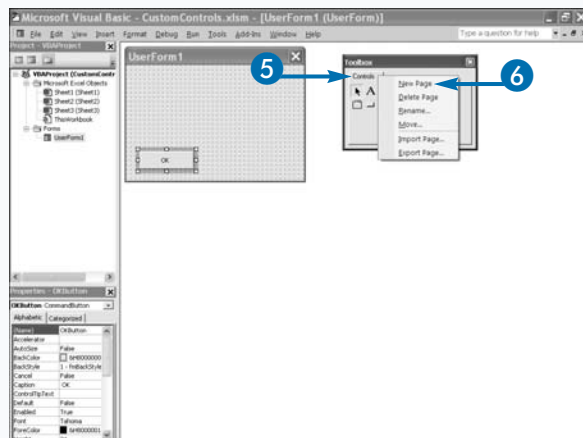 Microsoft Visual Basic - CustomControls.xlsm - [UserForm1 (UserForm)]
File Edit View Insert Format Debug Run Tools Add-Ins Window Help
Type a question for help
Project - VBAProject
VBAProject (CustomContr
Microsoft Excel Objects
Sheet1 (Sheet1)
Sheet2 (Sheet2)
Sheet3 (Sheet3)
ThisWorkbook
Forms
UserForm1
UserForm1
OK
5
6
Toolbox
Controls
A
New Page
Delete Page
Rename...
Move...
Import Page...
Export Page...
Properties - OKButton
OKButton CommandButton
Alphabetic Categorized
(Name) OKButton
Accelerator
AutoSize False
BackColor &H8000000
BackStyle 1 - fmBackStyle
Cancel False
Caption OK
ControlTipText
Default False
Enabled True
Font Tahoma
ForeColor &H8000001